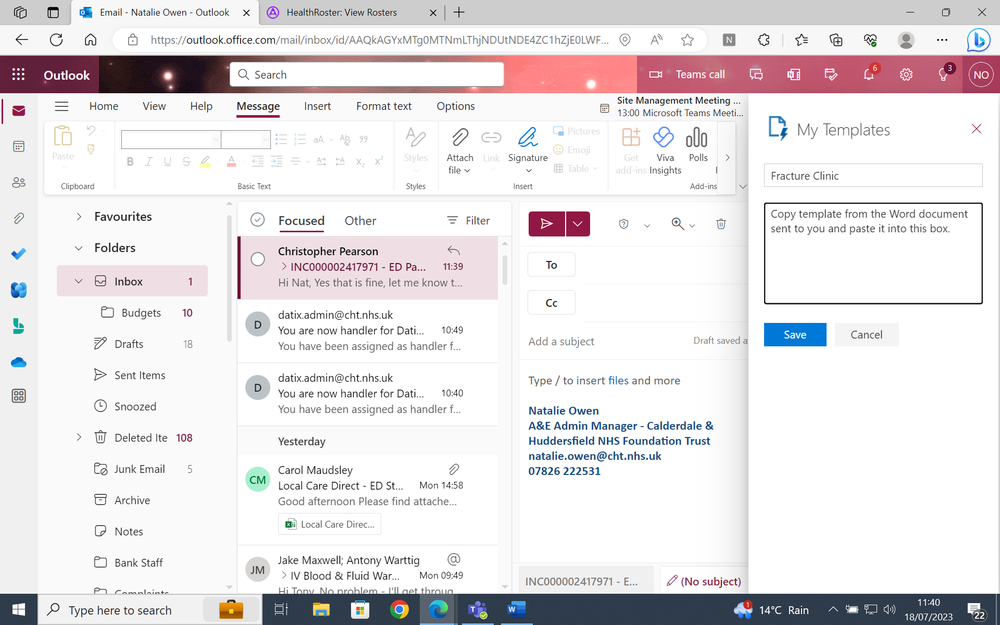 Email - Natalie Owen - Outlook
HealthRoster: View Rosters
https://outlook.office.com/mail/inbox/id/AAQkAGYxMTg0MTNmLThjNDUtNDE4ZC1hZjE0LWF...
N
Outlook
Search
Teams call
6
3
NO
Home
View
Help
Message
Insert
Format text
Options
Site Management Meeting ...
13:00 Microsoft Teams Meeti...
Paste
Clipboard
Basic Text
Styles
Styles
Attach
file
Link
Signature
Pictures
Emoji
Table
Insert
Get
add-ins
Viva
Insights
Polls
Add-ins
Favourites
Folders
Inbox 1
Budgets 10
Drafts 18
Sent Items
Snoozed
Deleted Ite 108
Junk Email 5
Archive
Notes
Bank Staff
Complaints
Focused
Other
Filter
Christopher Pearson
INC000002417971 - ED Pa... 11:39
Hi Nat, Yes that is fine, let me know t...
D
datix.admin@cht.nhs.uk
You are now handler for Dati... 10:49
You have been assigned as handler f...
D
datix.admin@cht.nhs.uk
You are now handler for Dati... 10:40
You have been assigned as handler f...
Yesterday
CM
Carol Maudsley
Local Care Direct - ED St... Mon 14:58
Good afternoon Please find attache...
Local Care Direc...
JM
Jake Maxwell; Antony Warttig
IV Blood & Fluid War... Mon 09:49
Hi Tony, No problem - I'll get throug
To
Cc
Add a subject
Draft saved a
Type / to insert files and more
Natalie Owen
A&E Admin Manager - Calderdale &
Huddersfield NHS Foundation Trust
natalie.owen@cht.nhs.uk
07826 222531
INC000002417971 - E...
(No subject)
My Templates
Fracture Clinic
Copy template from the Word document
sent to you and paste it into this box.
Save
Cancel
Type here to search
1
14°C Rain
11:40
18/07/2023
22